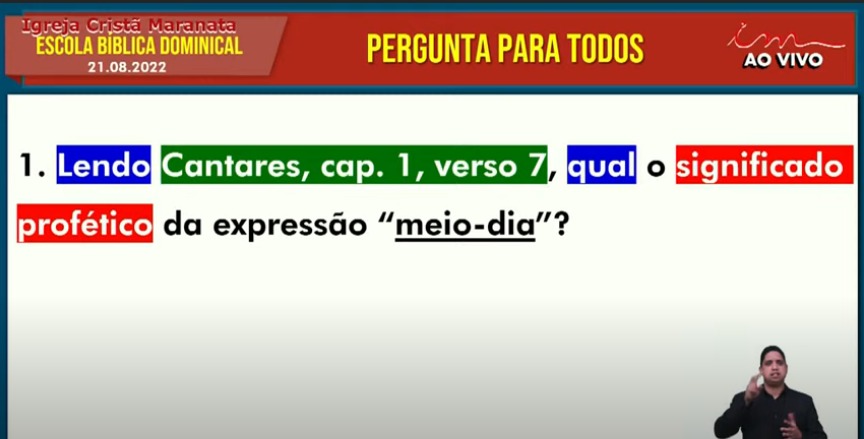 Igreja Cristã Maranata
ESCOLA BÍBLICA DOMINICAL
21.08.2022
PERGUNTA PARA TODOS
im
AO VIVO
1. Lendo Cantares, cap. 1, verso 7, qual o significado
profético da expressão “meio-dia”?